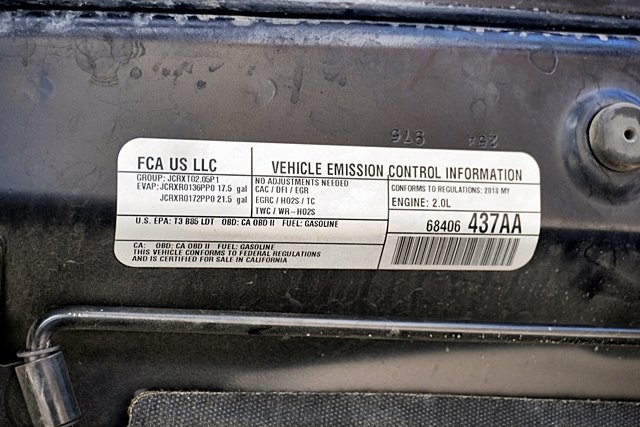 976 254
FCA US LLC
GROUP: JCRXT02.05P1
EVAP: JCRXR0136PP0 17.5 gal
JCRXR0172PP0 21.5 gal
VEHICLE EMISSION CONTROL INFORMATION
NO ADJUSTMENTS NEEDED
CAC / DFI / EGR
EGRC / HO2S / TC
TWC / WR-HO2S
CONFORMS TO REGULATIONS: 2018 MY
ENGINE: 2.0L
U.S. EPA: T3 B85 LDT OBD: CA OBD II FUEL: GASOLINE
68406 437AA
CA: OBD: CA OBD II FUEL: GASOLINE
THIS VEHICLE CONFORMS TO FEDERAL REGULATIONS
AND IS CERTIFIED FOR SALE IN CALIFORNIA